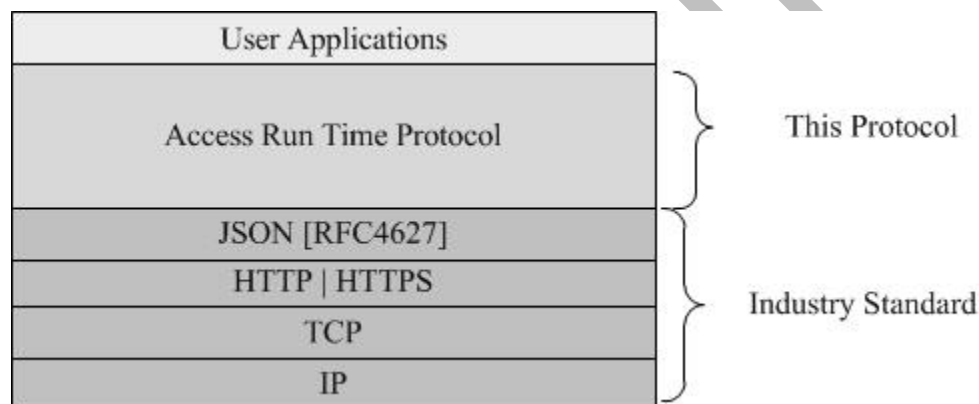 User Applications
Access Run Time Protocol
This Protocol
JSON [RFC4627]
HTTP | HTTPS
TCP
IP
Industry Standard